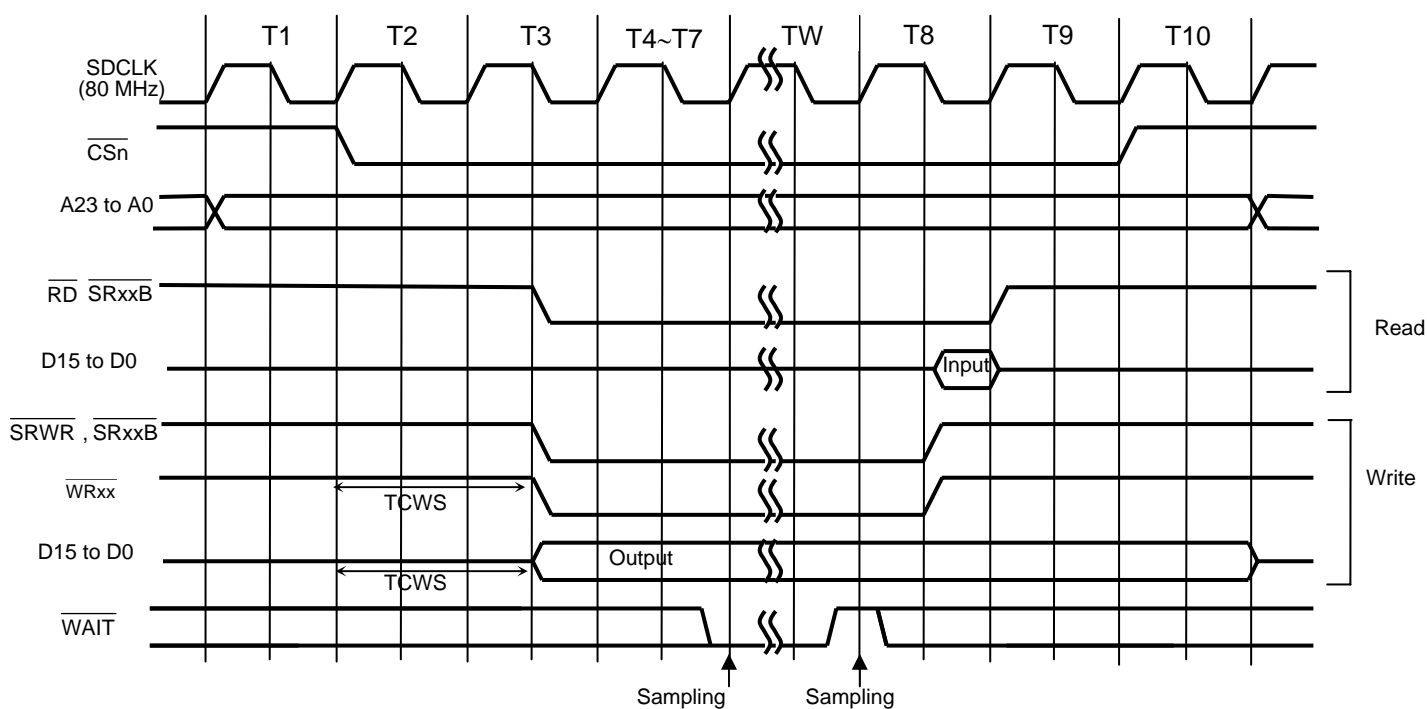 T1 T2 T3 T4~T7 TW T8 T9 T10
SDCLK
(80 MHz)
CSn
A23 to A0
RD SRxxB
Read
D15 to D0
Input
SRWR , SRxxB
Write
WRxx
TCWS
D15 to D0
Output
TCWS
WAIT
Sampling Sampling